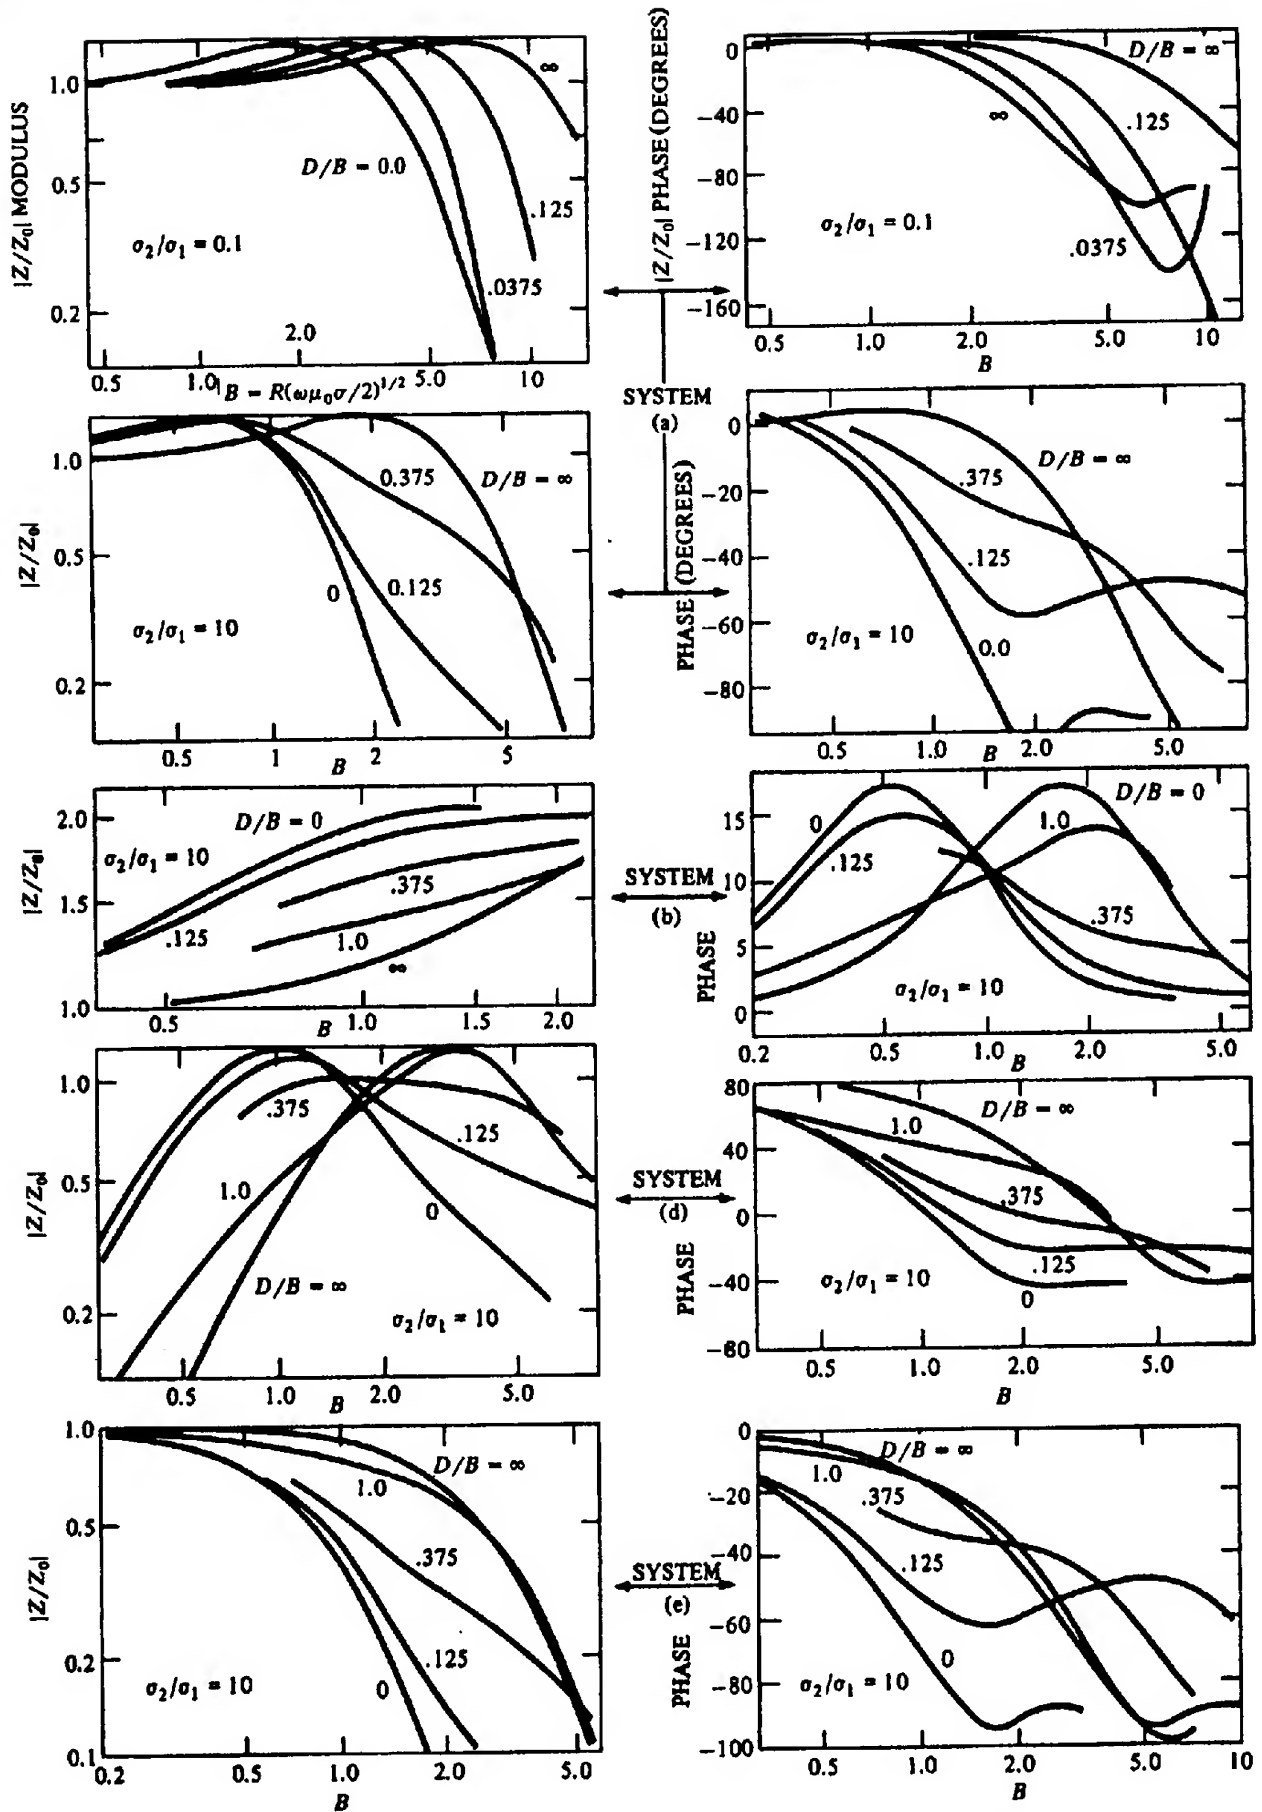 |Z/Z₀| MODULUS
1.0
0.5
0.2
∞
D/B = 0.0
.125
.0375
σ₂/σ₁ = 0.1
2.0
0.5 1.0 5.0 10
B = R(ωμ₀σ/2)^1/2
|Z/Z₀| PHASE (DEGREES)
0
−40
−80
−120
−160
D/B = ∞
.125
∞
.0375
σ₂/σ₁ = 0.1
0.5 1.0 2.0 5.0 10
B
SYSTEM
(a)
|Z/Z₀|
1.0
0.5
0.2
0.375
D/B = ∞
0
0.125
σ₂/σ₁ = 10
0.5 1 2 5
B
PHASE (DEGREES)
0
−20
−40
−60
−80
D/B = ∞
.375
.125
0.0
σ₂/σ₁ = 10
0.5 1.0 2.0 5.0
B
|Z/Z₀|
2.0
1.5
1.0
D/B = 0
σ₂/σ₁ = 10
.375
.125
1.0
∞
0.5 1.0 1.5 2.0
B
SYSTEM
(b)
PHASE
15
10
5
0
D/B = 0
0
1.0
.125
.375
σ₂/σ₁ = 10
0.2 0.5 1.0 2.0 5.0
B
|Z/Z₀|
1.0
0.5
0.2
.375
.125
1.0
0
D/B = ∞
σ₂/σ₁ = 10
0.5 1.0 2.0 5.0
B
SYSTEM
(d)
PHASE
80
40
0
−40
−80
D/B = ∞
1.0
.375
.125
0
σ₂/σ₁ = 10
0.5 1.0 2.0 5.0
B
|Z/Z₀|
1.0
0.5
0.2
0.1
D/B = ∞
1.0
.375
.125
0
σ₂/σ₁ = 10
0.2 0.5 1.0 2.0 5.0
B
SYSTEM
(e)
PHASE
0
−20
−40
−60
−80
−100
D/B = ∞
1.0
.375
.125
0
σ₂/σ₁ = 10
0.5 1.0 2.0 5.0 10
B